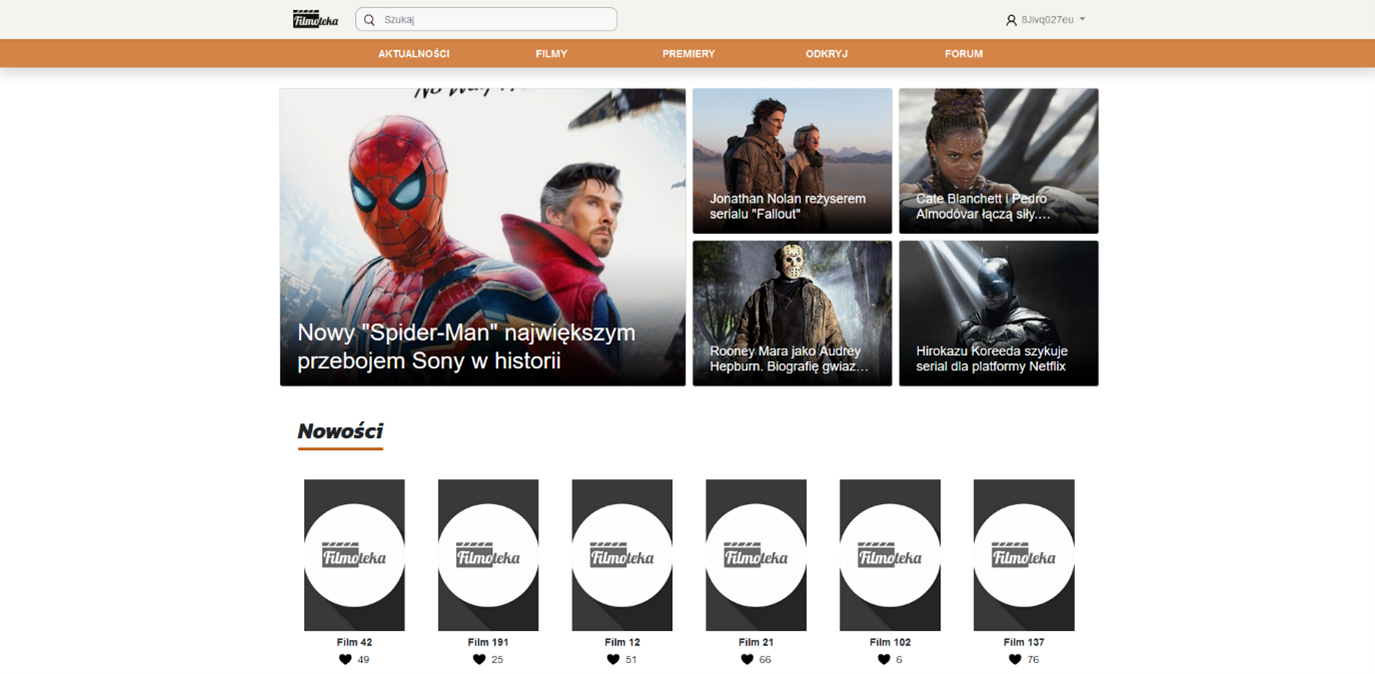 Filmoteka
Szukaj
8Jivq027eu
AKTUALNOŚCI
FILMY
PREMIERY
ODKRYJ
FORUM
Nowy "Spider-Man" największym
przebojem Sony w historii
Jonathan Nolan reżyserem
serialu "Fallout"
Cate Blanchett i Pedro
Almodóvar łączą siły....
Rooney Mara jako Audrey
Hepburn. Biografię gwiaz...
Hirokazu Koreeda szykuje
serial dla platformy Netflix
Nowości
Filmoteka
Filmoteka
Filmoteka
Filmoteka
Filmoteka
Filmoteka
Film 42
Film 191
Film 12
Film 21
Film 102
Film 137
49
25
51
66
6
76